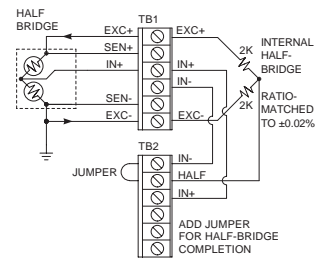 HALF
BRIDGE
TB1
EXC+
EXC+
SEN+
IN+
IN+
IN-
SEN-
EXC-
EXC-
2K
2K
INTERNAL
HALF-
BRIDGE
RATIO-
MATCHED
TO ±0.02%
TB2
IN-
JUMPER
HALF
IN+
ADD JUMPER
FOR HALF-BRIDGE
COMPLETION